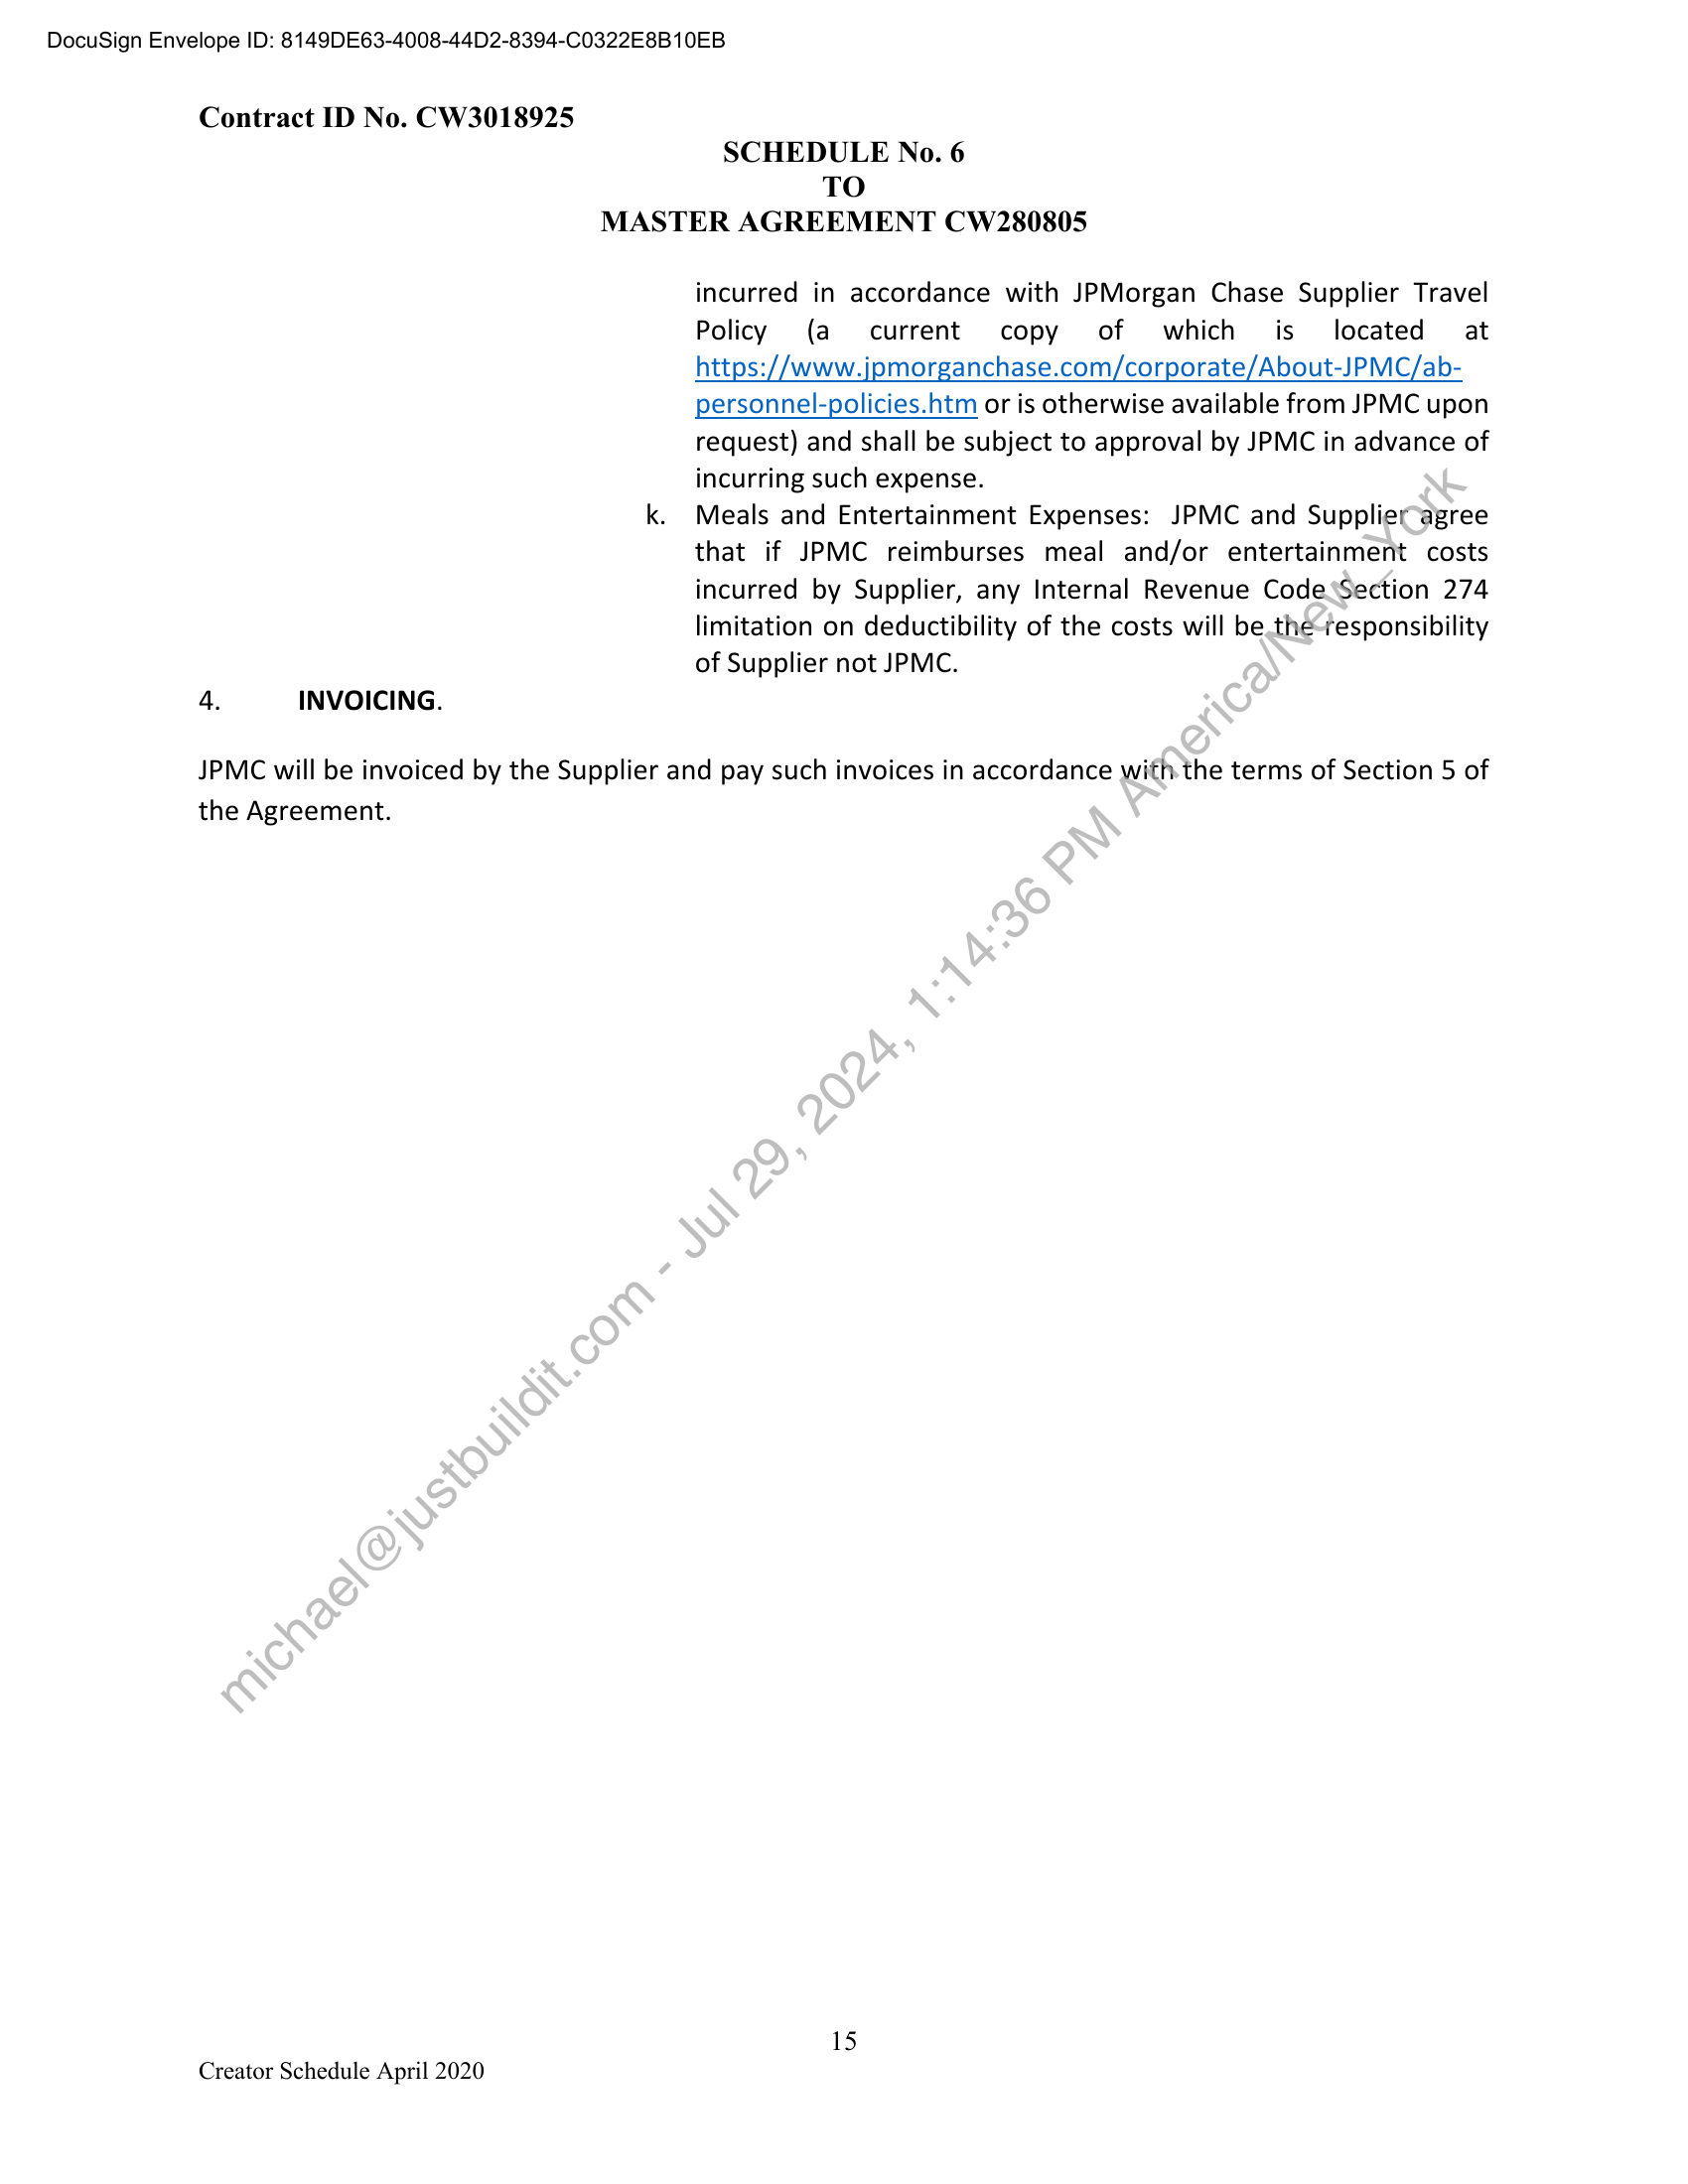 DocuSign Envelope ID: 8149DE63-4008-44D2-8394-C0322E8B10EB
Contract ID No. CW3018925
SCHEDULE No. 6
TO
MASTER AGREEMENT CW280805
incurred in accordance with JPMorgan Chase Supplier Travel
Policy (a current copy of which is located at
https://www.jpmorganchase.com/corporate/About-JPMC/ab-
personnel-policies.htm or is otherwise available from JPMC upon
request) and shall be subject to approval by JPMC in advance of
incurring such expense.
k. Meals and Entertainment Expenses: JPMC and Supplier agree
that if JPMC reimburses meal and/or entertainment costs
incurred by Supplier, any Internal Revenue Code Section 274
limitation on deductibility of the costs will be the responsibility
of Supplier not JPMC.
4. INVOICING.
JPMC will be invoiced by the Supplier and pay such invoices in accordance with the terms of Section 5 of
the Agreement.
michael@justbuildit.com - Jul 29, 2024, 1:14:36 PM America/New_York
15
Creator Schedule April 2020